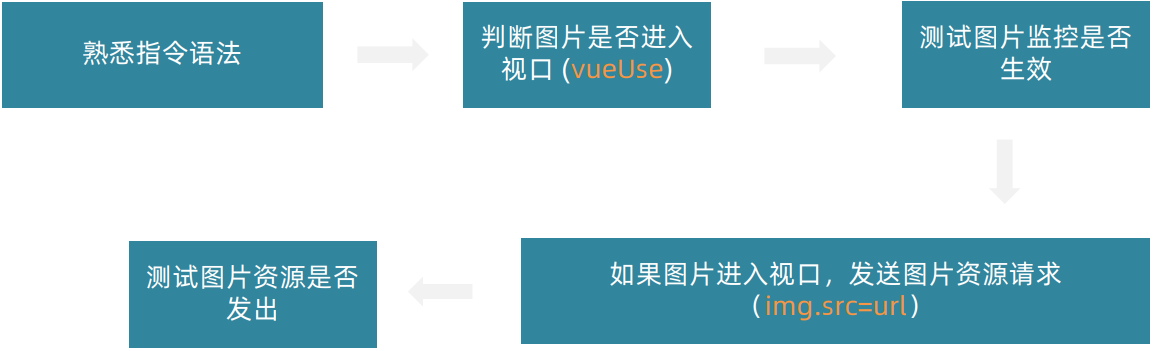 熟悉指令语法
判断图片是否进入
视口 (vueUse)
测试图片监控是否
生效
如果图片进入视口，发送图片资源请求
(img.src=url)
测试图片资源是否
发出